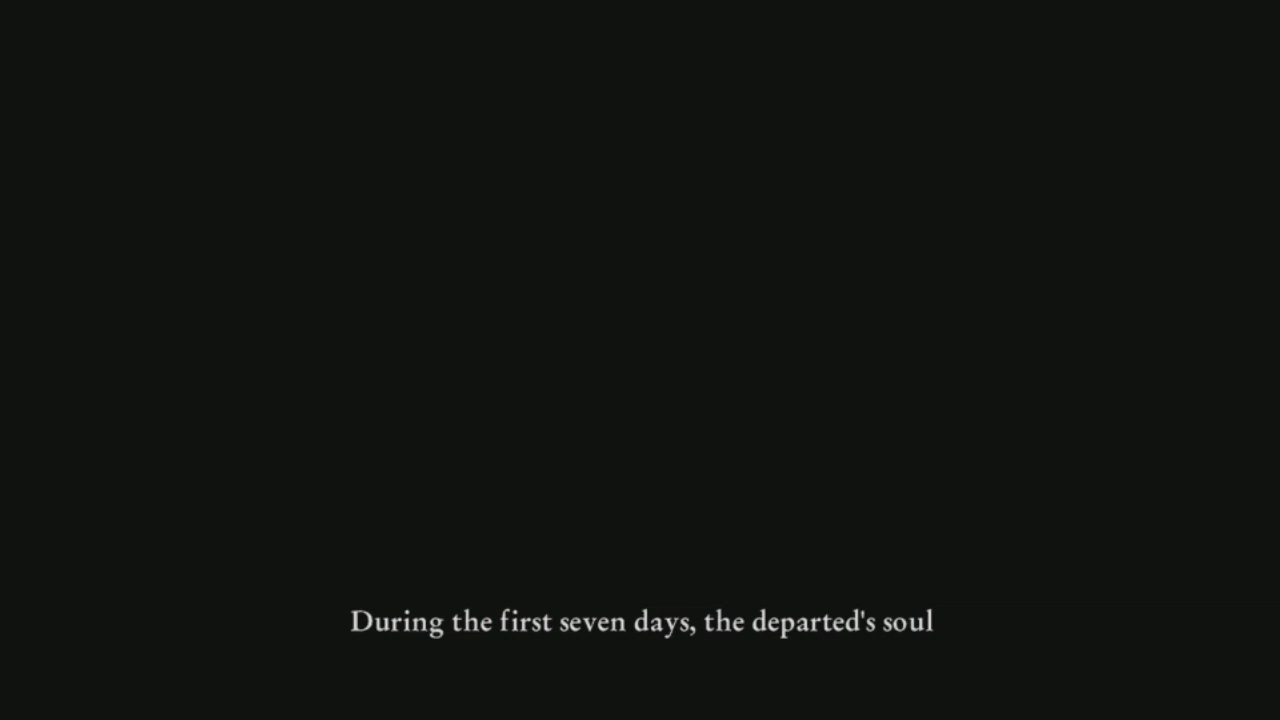 During the first seven days, the departed's soul